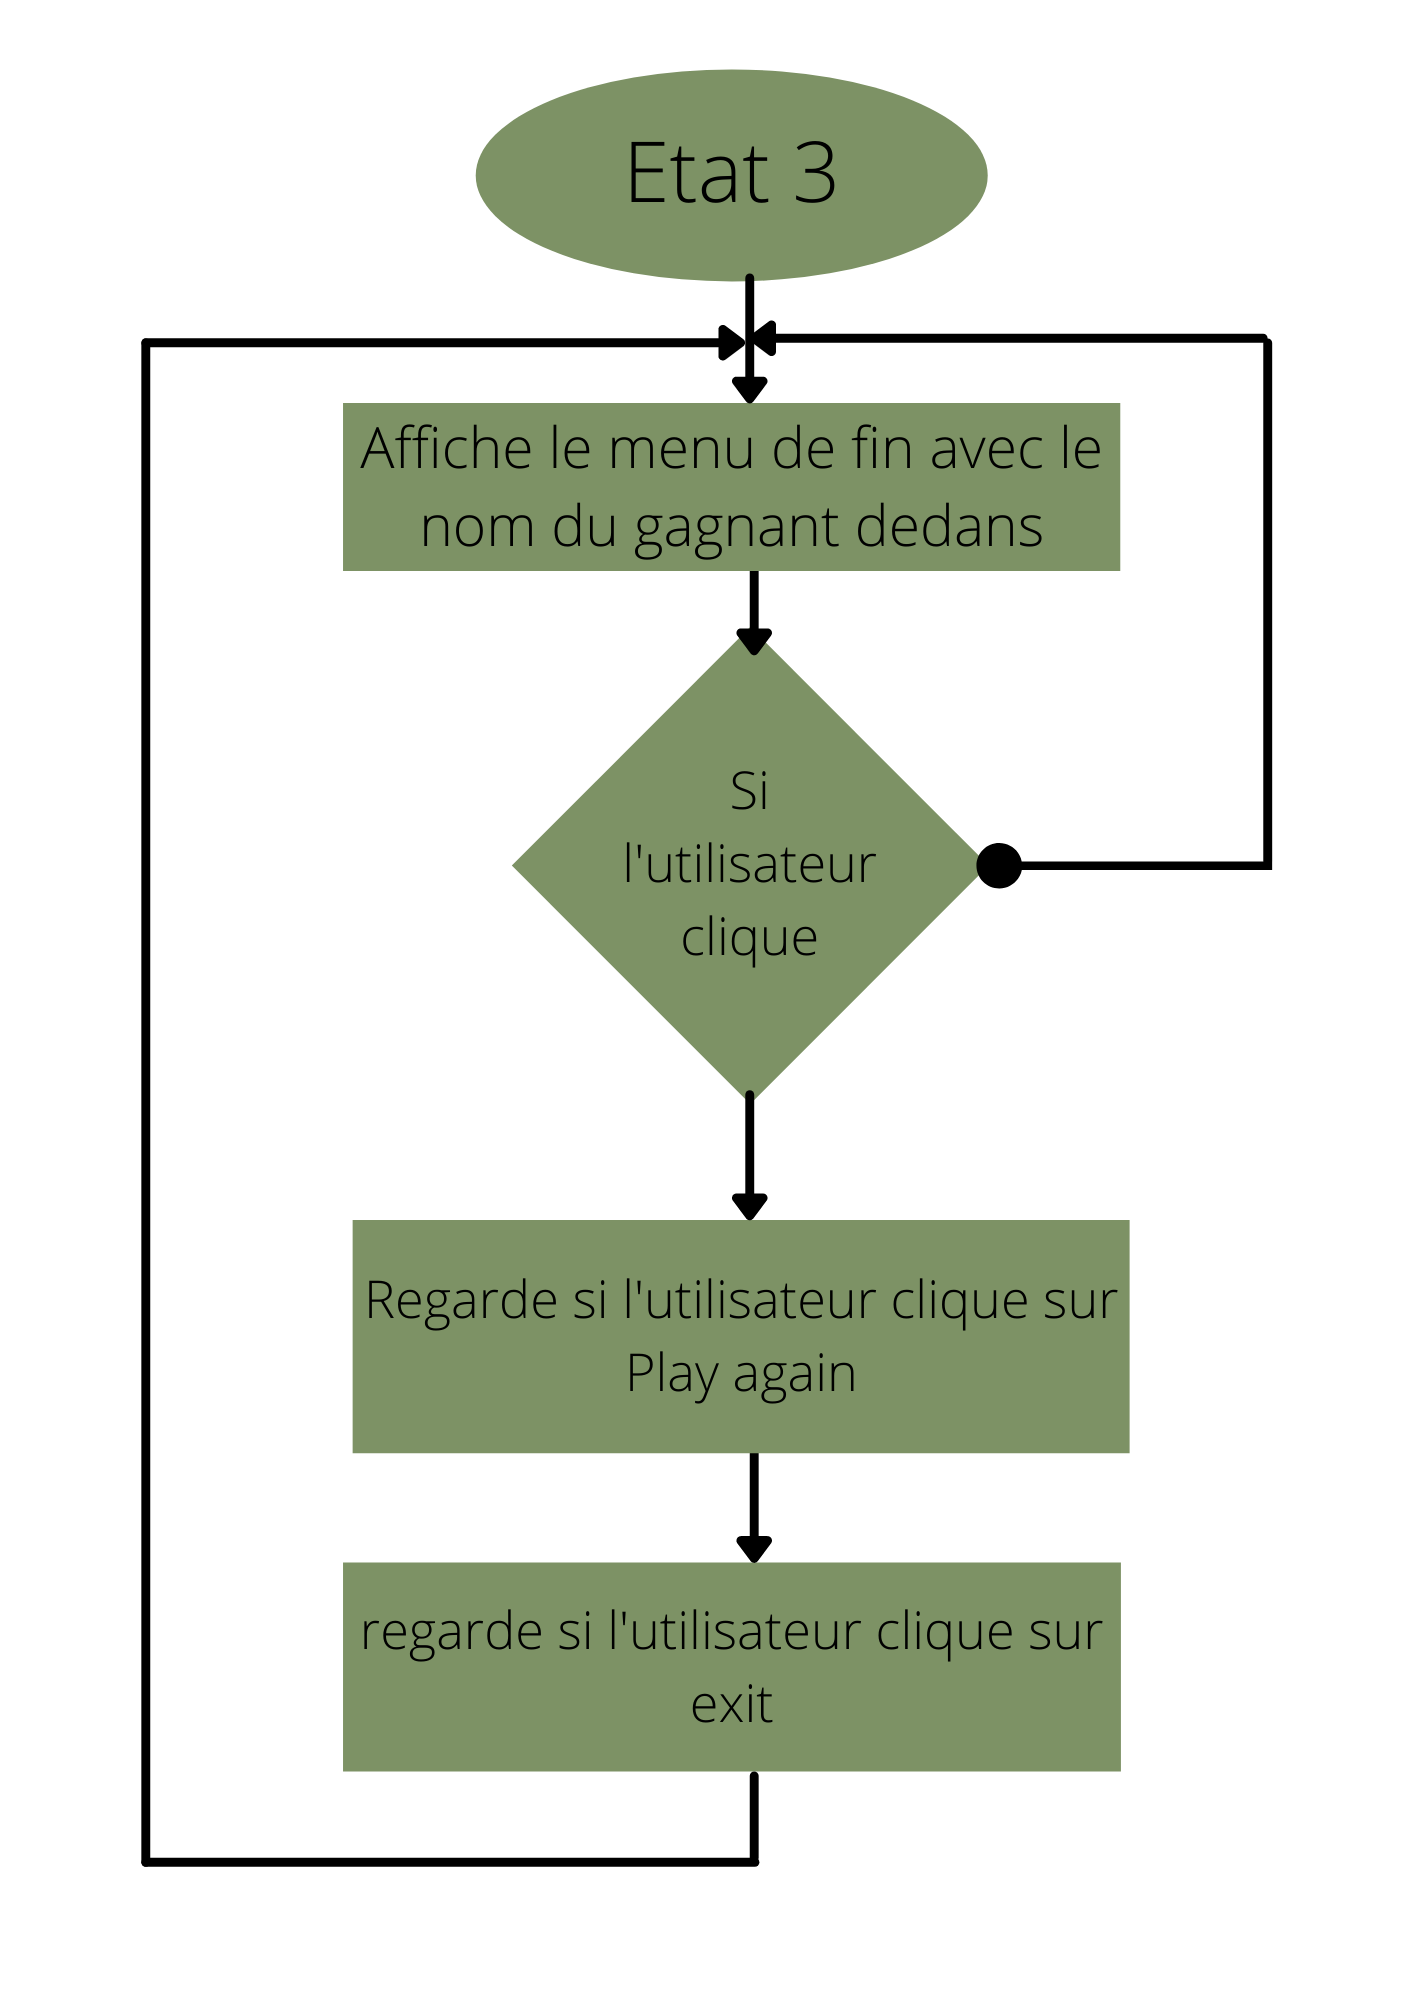 Etat 3
Affiche le menu de fin avec le
nom du gagnant dedans
Si
l'utilisateur
clique
Regarde si l'utilisateur clique sur
Play again
regarde si l'utilisateur clique sur
exit